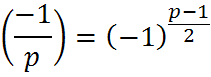 (−1/p) = (−1)^((p−1)/2)